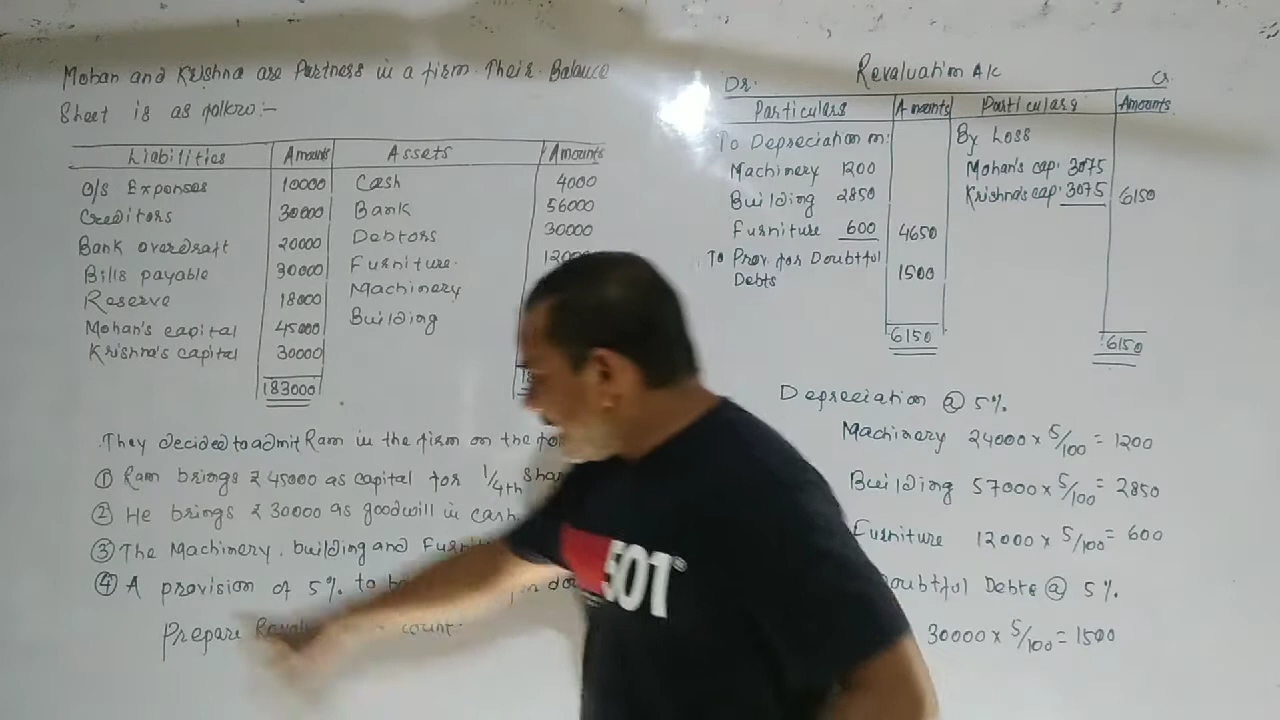 Mohan and Krishna are Partners in a firm. Their Balance
Sheet is as follow:-
Liabilities Amount Assets Amounts
O/s Expenses 10000 Cash 4000
Creditors 30000 Bank 56000
Bank overdraft 20000 Debtors 30000
Bills payable 30000 Furniture
Reserve 18000 Machinery
Mohan's capital 45000 Building
Krishna's capital 30000
183000
They decided to admit Ram in the firm on the
① Ram brings ₹ 45000 as capital for 1/4th
② He brings ₹ 30000 as goodwill in cash
③ The Machinery, building and
④ A provision of 5% to
Prepare
Revaluation A/c
Dr. Cr
Particulars Amounts Particulars Amounts
To Depreciation on: By Loss
Machinery 1200 Mohan's cap. 3075
Building 2850 Krishna's cap. 3075 6150
Furniture 600 4650
To Prov. for Doubtful
Debts 1500
6150 6150
Depreciation @ 5%.
Machinery 24000 x 5/100 = 1200
Building 57000 x 5/100 = 2850
Furniture 12000 x 5/100 = 600
Debts @ 5%.
30000 x 5/100 = 1500
501®